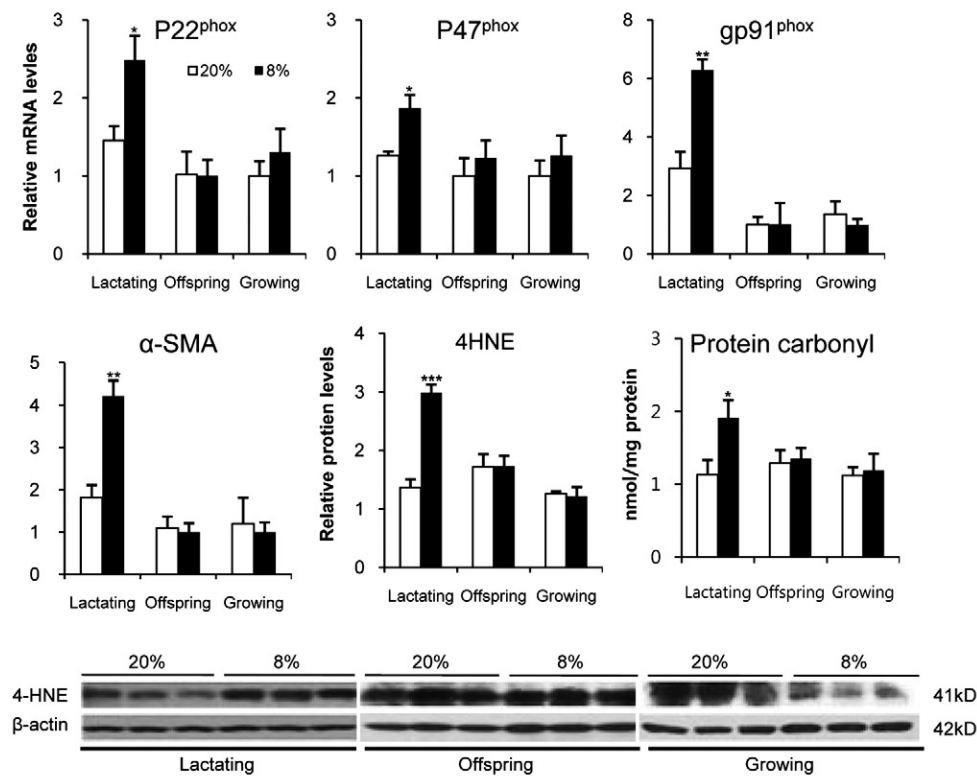 P22phox
P47phox
gp91phox
Relative mRNA levles
3
2
1
0
*
20% 8%
Lactating Offspring Growing
3
2
1
0
*
Lactating Offspring Growing
8
6
4
2
0
**
Lactating Offspring Growing
α-SMA
5
4
3
2
1
0
**
Lactating Offspring Growing
4HNE
Relative protien levels
4
3
2
1
0
***
Lactating Offspring Growing
Protein carbonyl
nmol/mg protein
3
2
1
0
*
Lactating Offspring Growing
20% 8% 20% 8% 20% 8%
4-HNE 41kD
β-actin 42kD
Lactating Offspring Growing